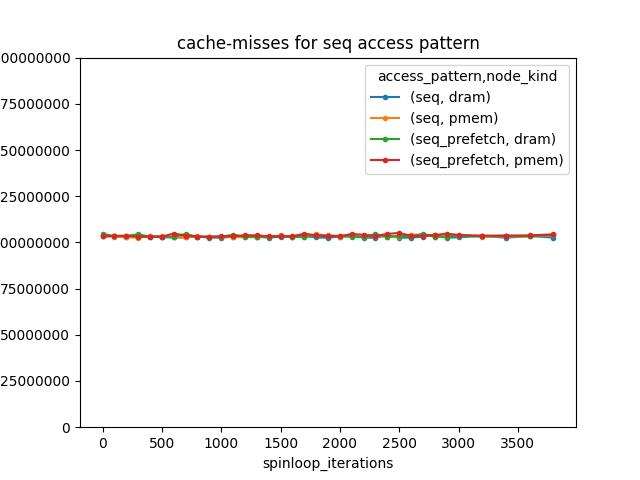 cache-misses for seq access pattern
00000000
75000000
50000000
25000000
00000000
75000000
50000000
25000000
0
access_pattern,node_kind
(seq, dram)
(seq, pmem)
(seq_prefetch, dram)
(seq_prefetch, pmem)
0 500 1000 1500 2000 2500 3000 3500
spinloop_iterations